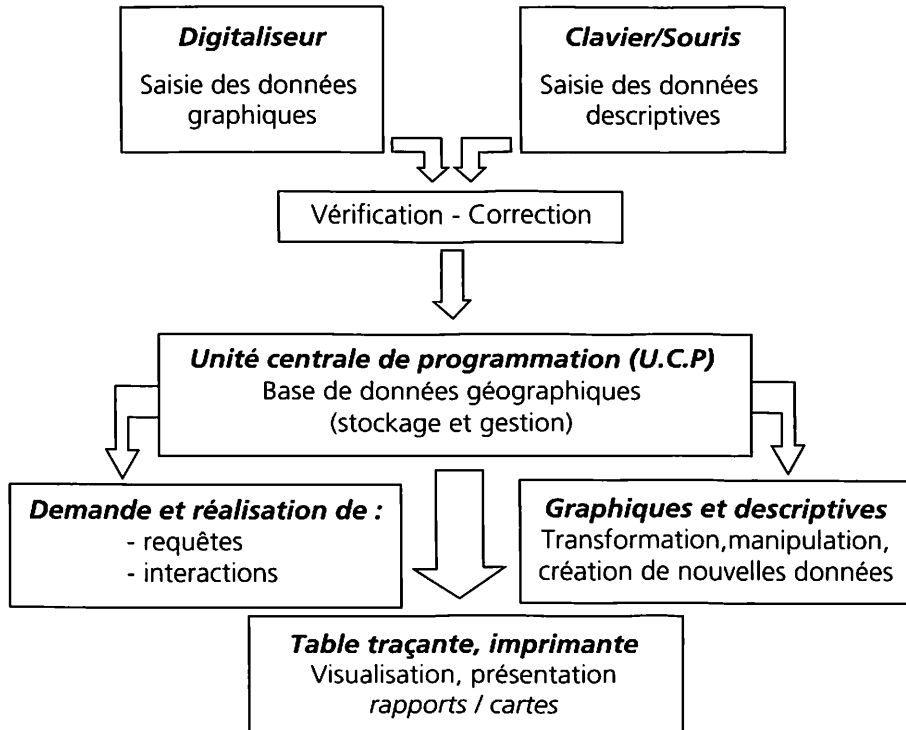 Digitaliseur
Saisie des données
graphiques
Clavier/Souris
Saisie des données
descriptives
Vérification - Correction
Unité centrale de programmation (U.C.P)
Base de données géographiques
(stockage et gestion)
Demande et réalisation de :
- requêtes
- interactions
Graphiques et descriptives
Transformation,manipulation,
création de nouvelles données
Table traçante, imprimante
Visualisation, présentation
rapports / cartes